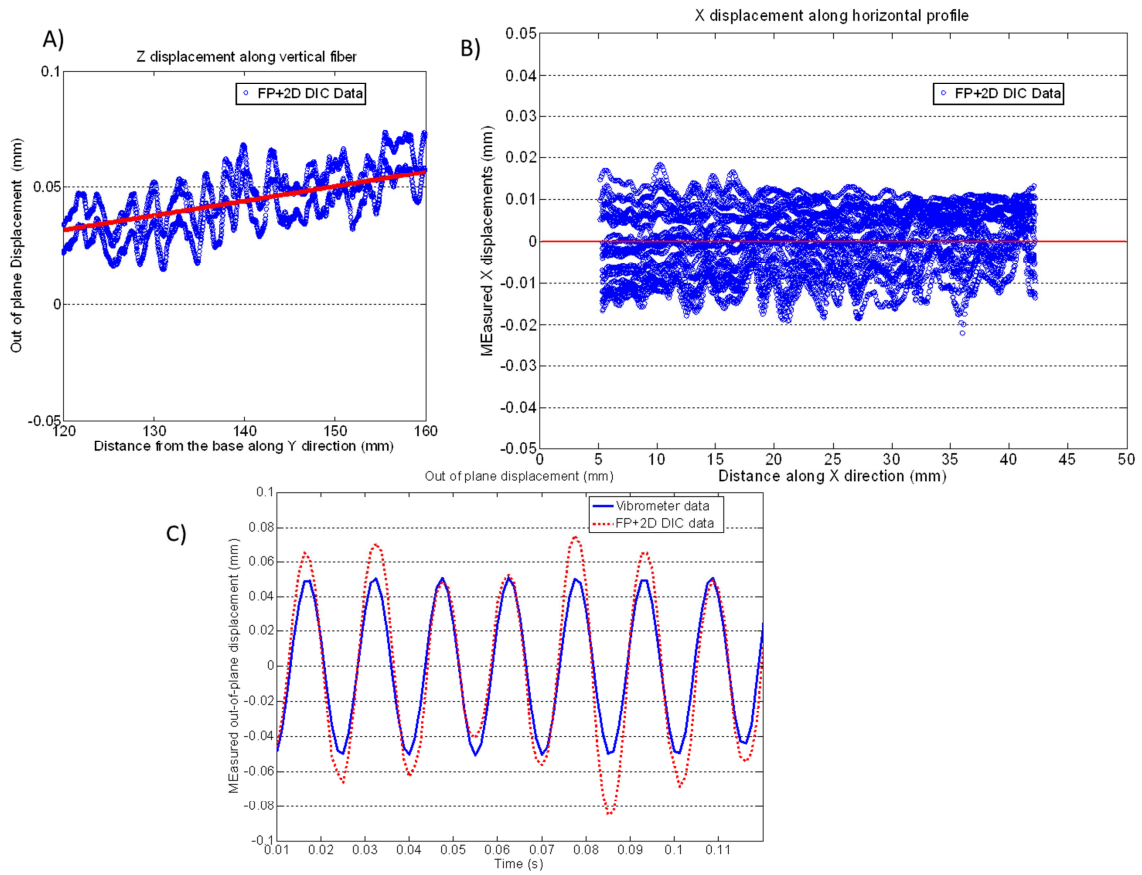 A)
Z displacement along vertical fiber
FP+2D DIC Data
Out of plane Displacement (mm)
0.1
0.05
0
-0.05
120 130 140 150 160
Distance from the base along Y direction (mm)
B)
X displacement along horizontal profile
FP+2D DIC Data
MEasured X displacements (mm)
0.05
0.04
0.03
0.02
0.01
0
-0.01
-0.02
-0.03
-0.04
-0.05
0 5 10 15 20 25 30 35 40 45 50
Distance along X direction (mm)
C)
Out of plane displacement (mm)
Vibrometer data
FP+2D DIC data
MEasured out-of-plane displacement (mm)
0.1
0.08
0.06
0.04
0.02
0
-0.02
-0.04
-0.06
-0.08
-0.1
0.01 0.02 0.03 0.04 0.05 0.06 0.07 0.08 0.09 0.1 0.11
Time (s)